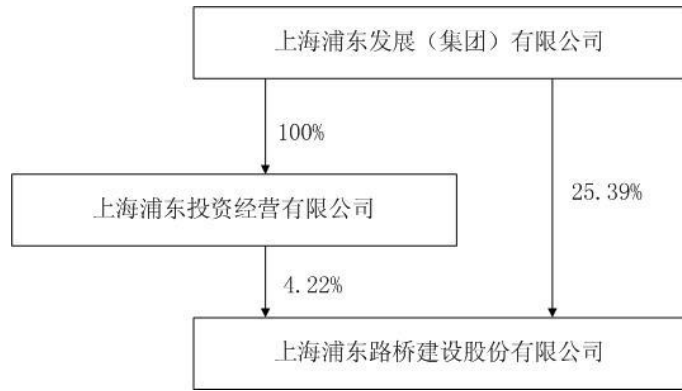 上海浦东发展（集团）有限公司
100%
上海浦东投资经营有限公司
25.39%
4.22%
上海浦东路桥建设股份有限公司